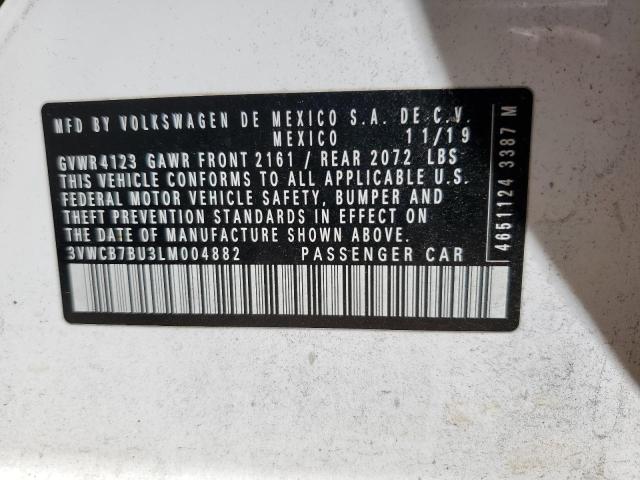 MFD BY VOLKSWAGEN DE MEXICO S.A. DE C.V.
MEXICO 11/19
GVWR 4123 GAWR FRONT 2161 / REAR 2072 LBS
THIS VEHICLE CONFORMS TO ALL APPLICABLE U.S.
FEDERAL MOTOR VEHICLE SAFETY, BUMPER AND
THEFT PREVENTION STANDARDS IN EFFECT ON
THE DATE OF MANUFACTURE SHOWN ABOVE.
3VWCB7BU3LM004882 PASSENGER CAR
4651124 3387 M